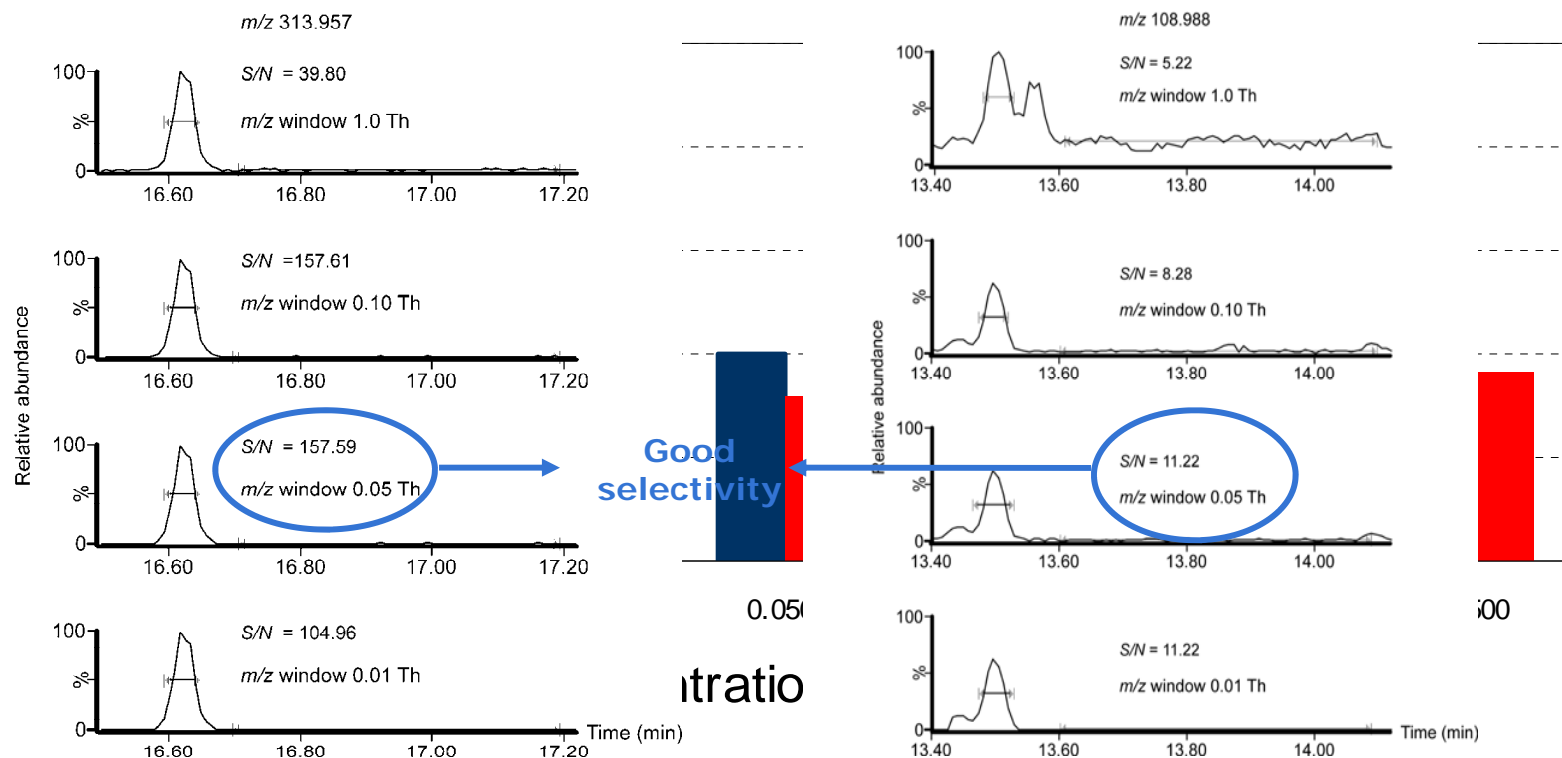 m/z 313.957
100
%
0
S/N = 39.80
m/z window 1.0 Th
16.60 16.80 17.00 17.20
100
%
0
S/N =157.61
m/z window 0.10 Th
16.60 16.80 17.00 17.20
Relative abundance
100
%
0
S/N = 157.59
m/z window 0.05 Th
16.60 16.80 17.00 17.20
100
%
0
S/N = 104.96
m/z window 0.01 Th
16.60 16.80 17.00 17.20
Time (min)
Good
selectivity
0.050
ntratio
m/z 108.988
100
%
0
S/N = 5.22
m/z window 1.0 Th
13.40 13.60 13.80 14.00
100
%
0
S/N = 8.28
m/z window 0.10 Th
13.40 13.60 13.80 14.00
Relative abundance
100
%
0
S/N = 11.22
m/z window 0.05 Th
13.40 13.60 13.80 14.00
100
%
0
S/N = 11.22
m/z window 0.01 Th
13.40 13.60 13.80 14.00
Time (min)
500